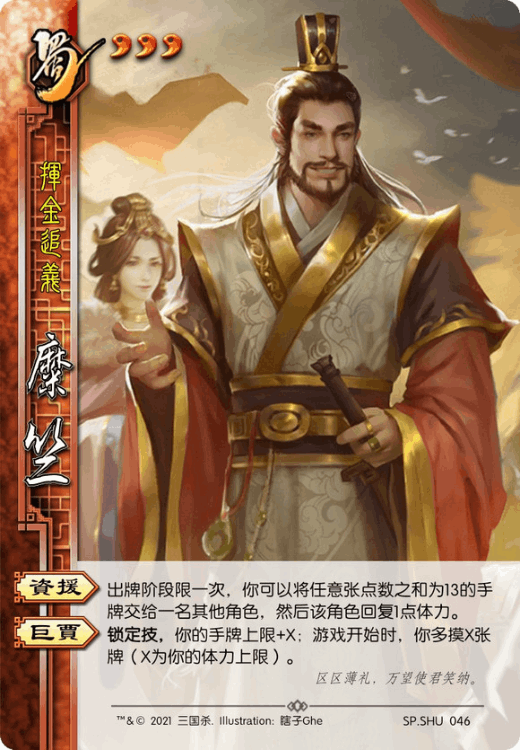 蜀
揮金追義
糜竺
資援
出牌阶段限一次，你可以将任意张点数之和为13的手
牌交给一名其他角色，然后该角色回复1点体力。
巨賈
锁定技，你的手牌上限+X；游戏开始时，你多摸X张
牌（X为你的体力上限）。
区区薄礼，万望使君笑纳。
™&© 2021 三国杀. Illustration: 瞎子Ghe
SP.SHU 046